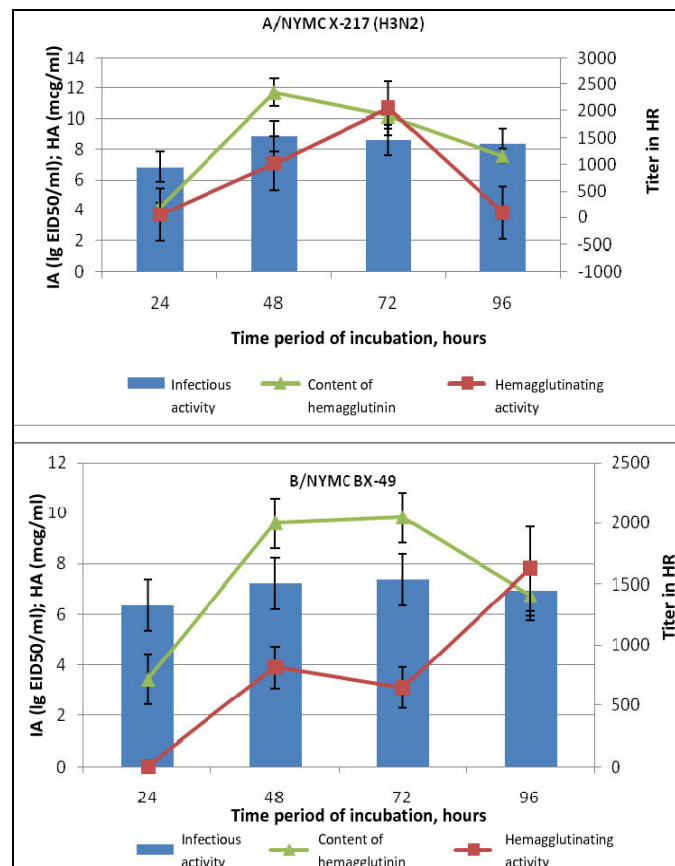 A/NYMC X-217 (H3N2)
IA (lg EID50/ml); HA (mcg/ml)
14
12
10
8
6
4
2
0
3000
2500
2000
1500
1000
500
0
-500
-1000
Titer in HR
24 48 72 96
Time period of incubation, hours
Infectious activity
Content of hemagglutinin
Hemagglutinating activity
B/NYMC BX-49
IA (lg EID50/ml); HA (mcg/ml)
12
10
8
6
4
2
0
2500
2000
1500
1000
500
0
Titer in HR
24 48 72 96
Time period of incubation, hours
Infectious activity
Content of hemagglutinin
Hemagglutinating activity